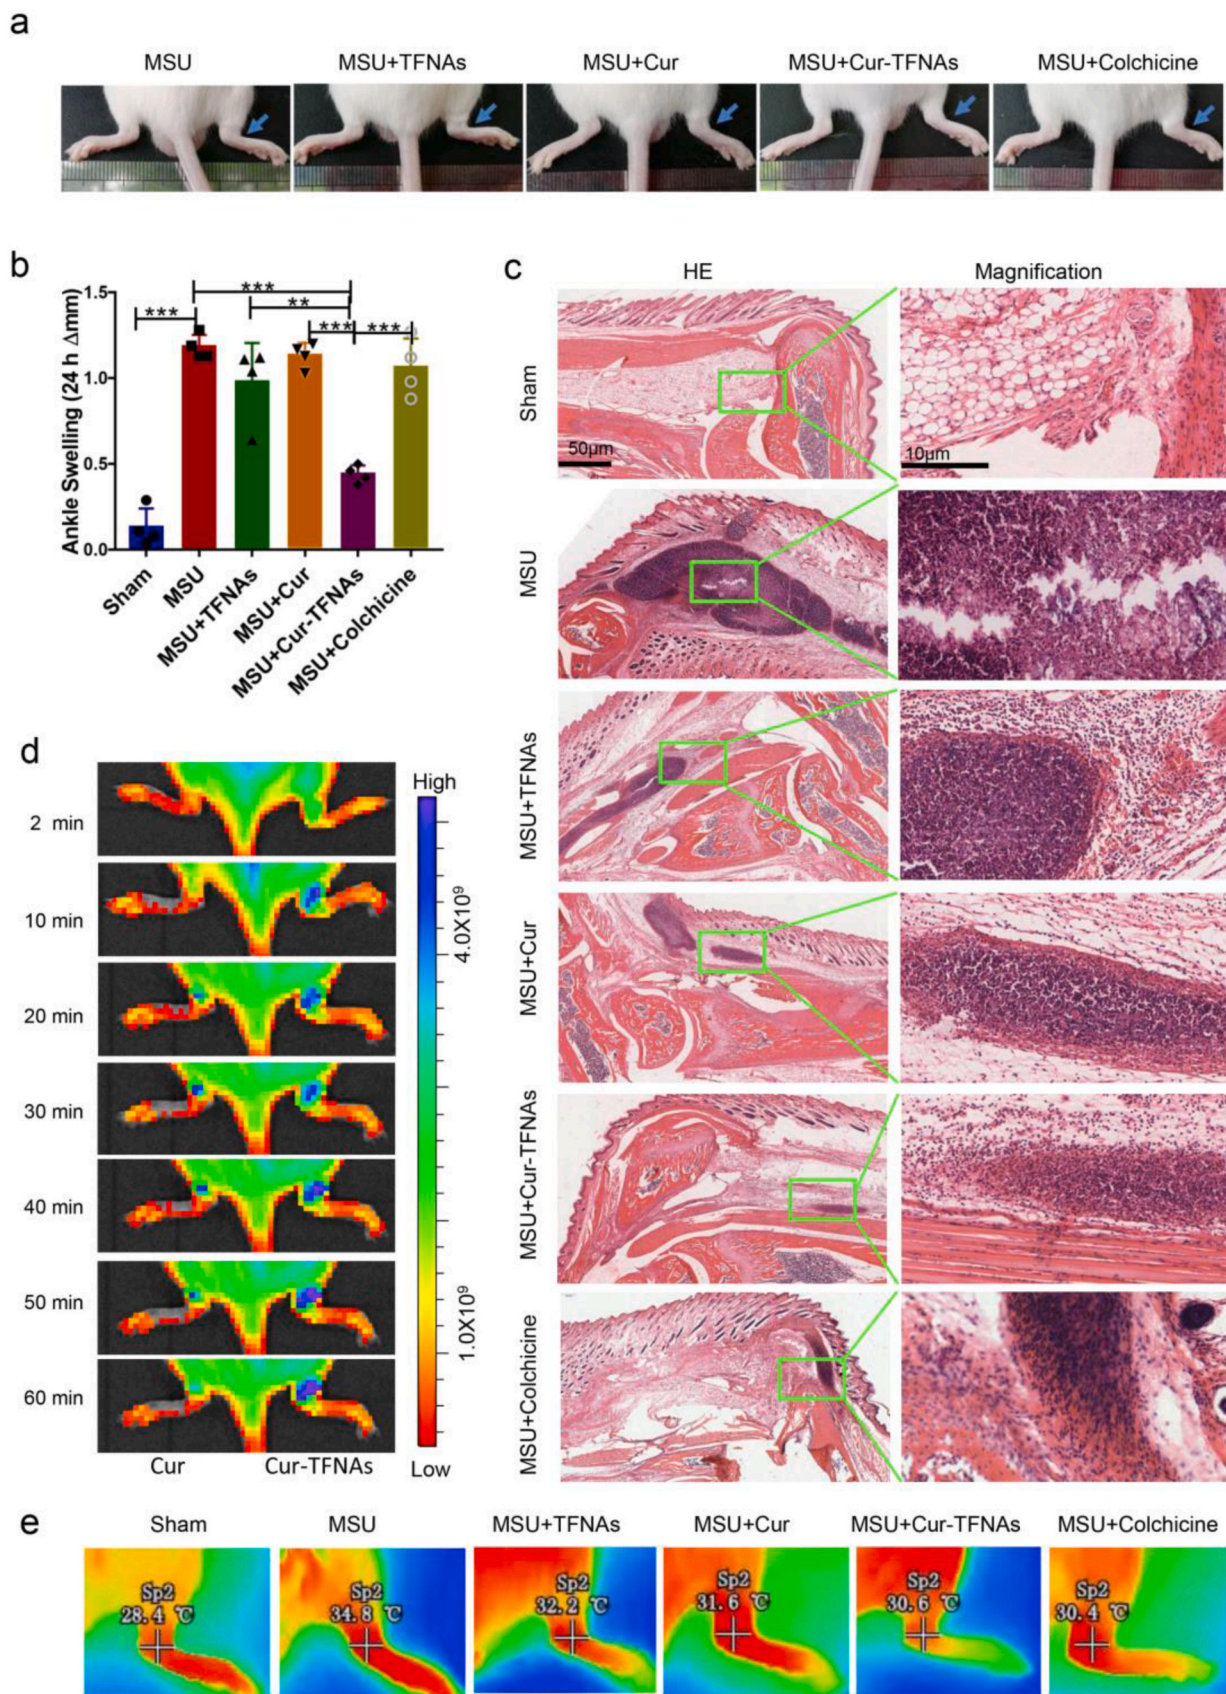 a
MSU
MSU+TFNAs
MSU+Cur
MSU+Cur-TFNAs
MSU+Colchicine
b
Ankle Swelling (24 h Δmm)
1.5
1.0
0.5
0.0
***
***
**
***
***
Sham
MSU
MSU+TFNAs
MSU+Cur
MSU+Cur-TFNAs
MSU+Colchicine
c
HE
Magnification
Sham
50μm
10μm
MSU
MSU+TFNAs
MSU+Cur
MSU+Cur-TFNAs
MSU+Colchicine
d
2 min
10 min
20 min
30 min
40 min
50 min
60 min
High
4.0X10⁹
1.0X10⁹
Low
Cur
Cur-TFNAs
e
Sham
MSU
MSU+TFNAs
MSU+Cur
MSU+Cur-TFNAs
MSU+Colchicine
Sp2
28.4 ℃
Sp2
34.8 ℃
Sp2
32.2 ℃
Sp2
31.6 ℃
Sp2
30.6 ℃
Sp2
30.4 ℃